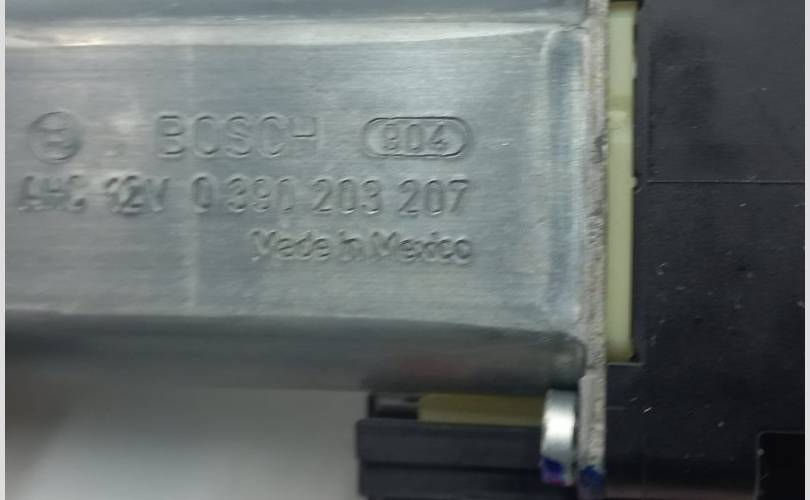 BOSCH 904
AHC 12V 0 390 203 207
Made in Mexico